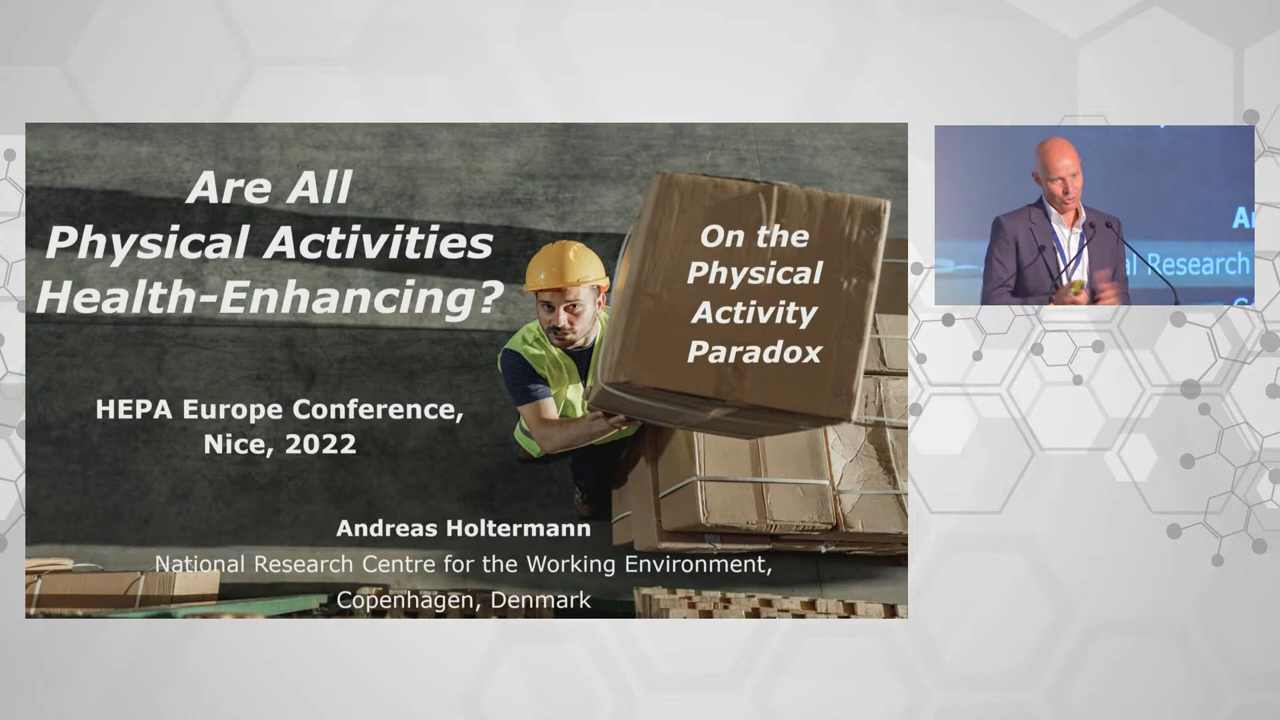 Are All
Physical Activities
Health-Enhancing?
On the
Physical
Activity
Paradox
HEPA Europe Conference,
Nice, 2022
Andreas Holtermann
National Research Centre for the Working Environment,
Copenhagen, Denmark
Research